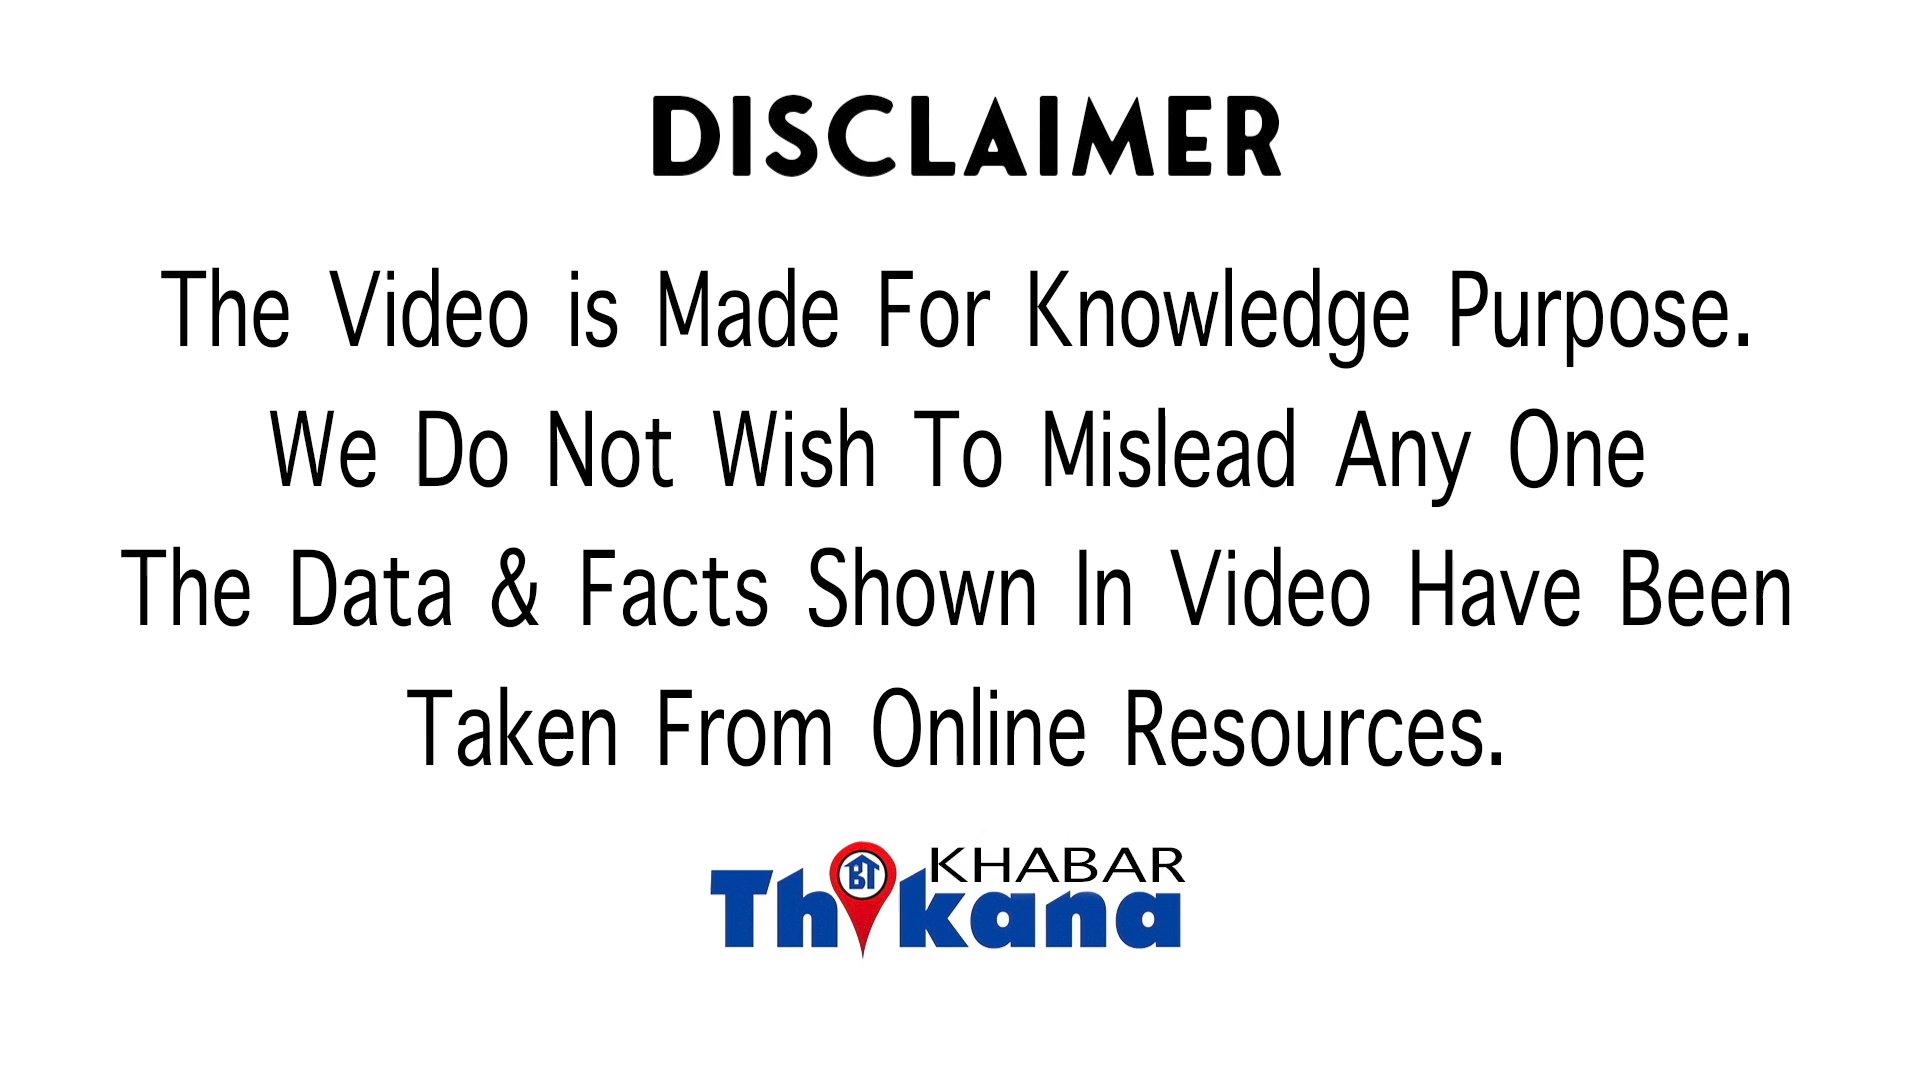 DISCLAIMER
The Video is Made For Knowledge Purpose.
We Do Not Wish To Mislead Any One
The Data & Facts Shown In Video Have Been
Taken From Online Resources.
KHABAR
BT
Thikana